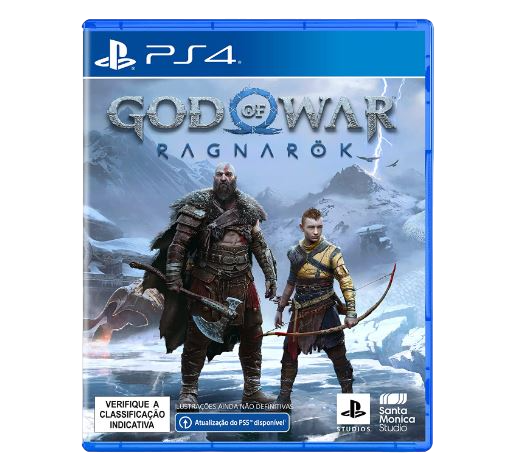 PS4
GOD OF WAR
RAGNARÖK
VERIFIQUE A
CLASSIFICAÇÃO
INDICATIVA
ILUSTRAÇÕES AINDA NÃO DEFINITIVAS
Atualização do PS5™ disponível
STUDIOS
Santa
Monica
Studio